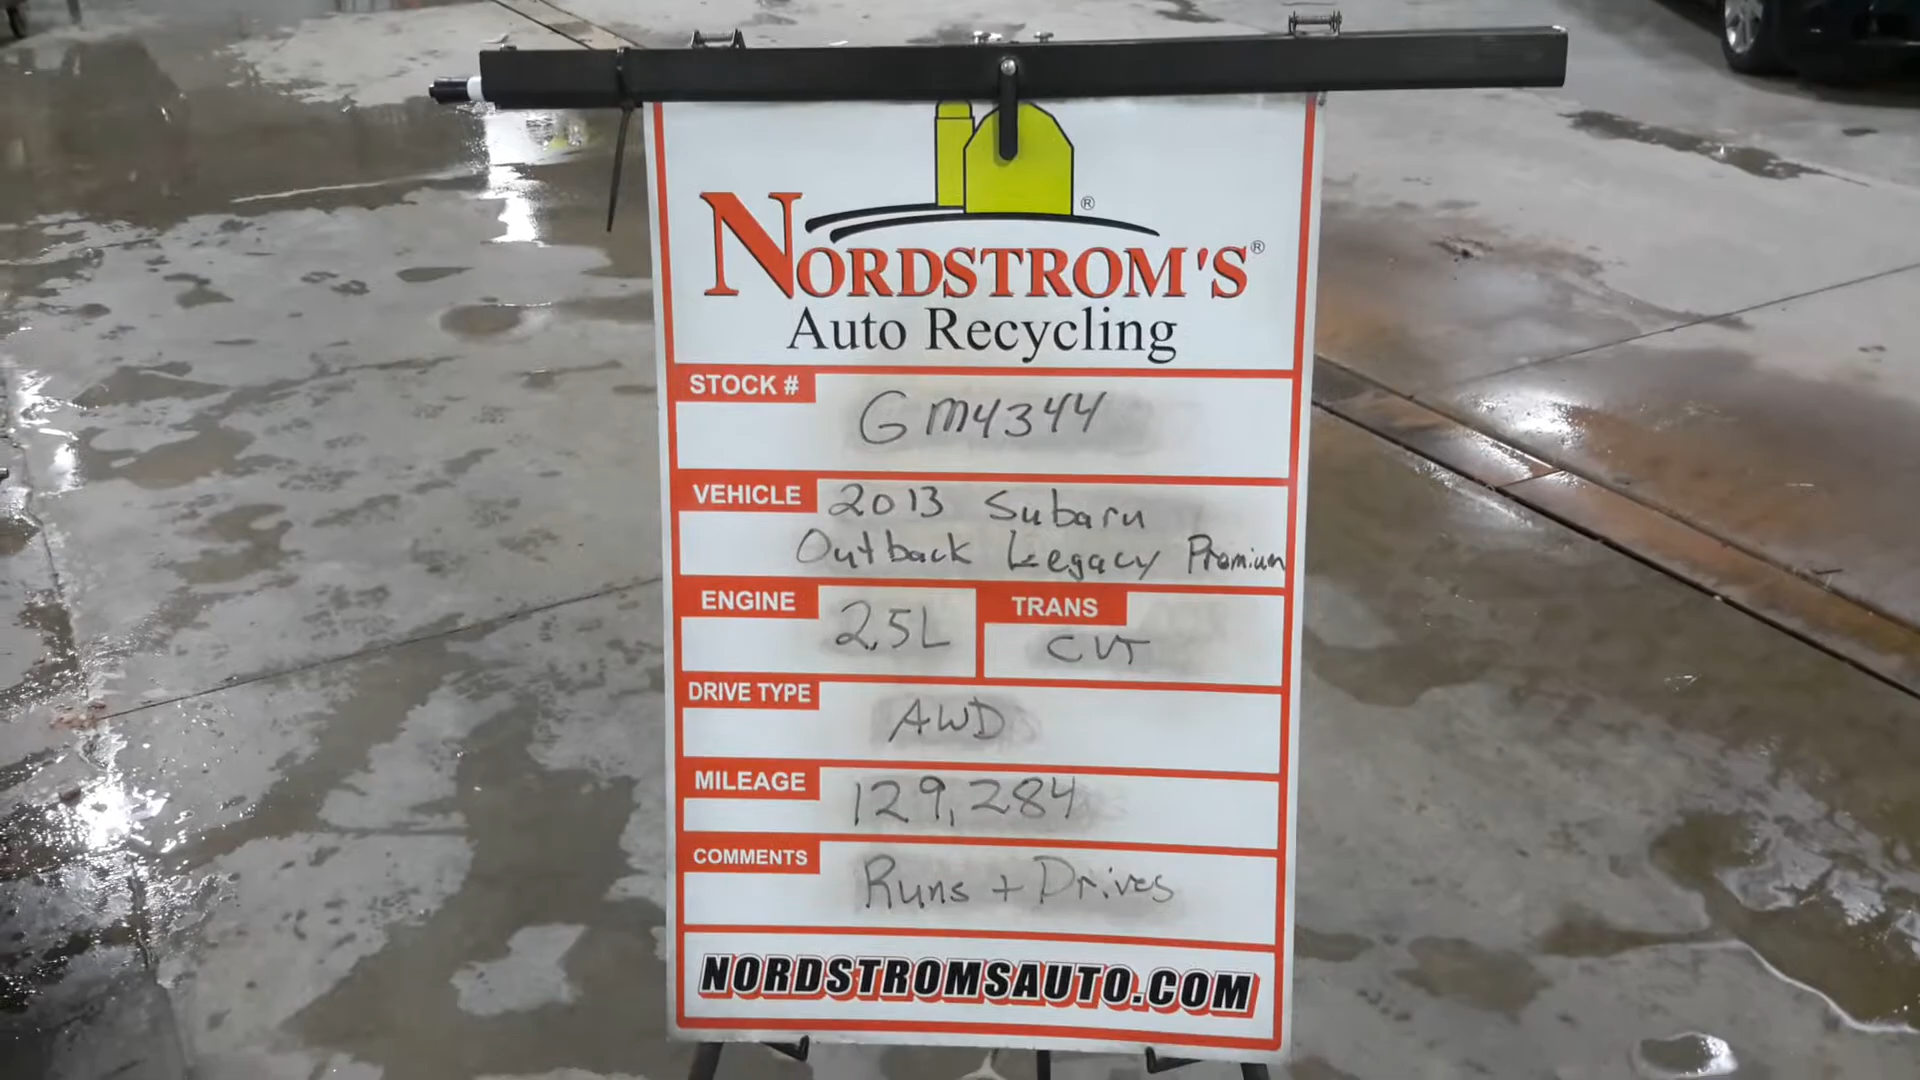 NORDSTROM'S®
Auto Recycling
STOCK #
GM4344
VEHICLE 2013 Subaru
Outback Legacy Premium
ENGINE 2.5L
TRANS CVT
DRIVE TYPE AWD
MILEAGE 129,284
COMMENTS Runs + Drives
NORDSTROMSAUTO.COM